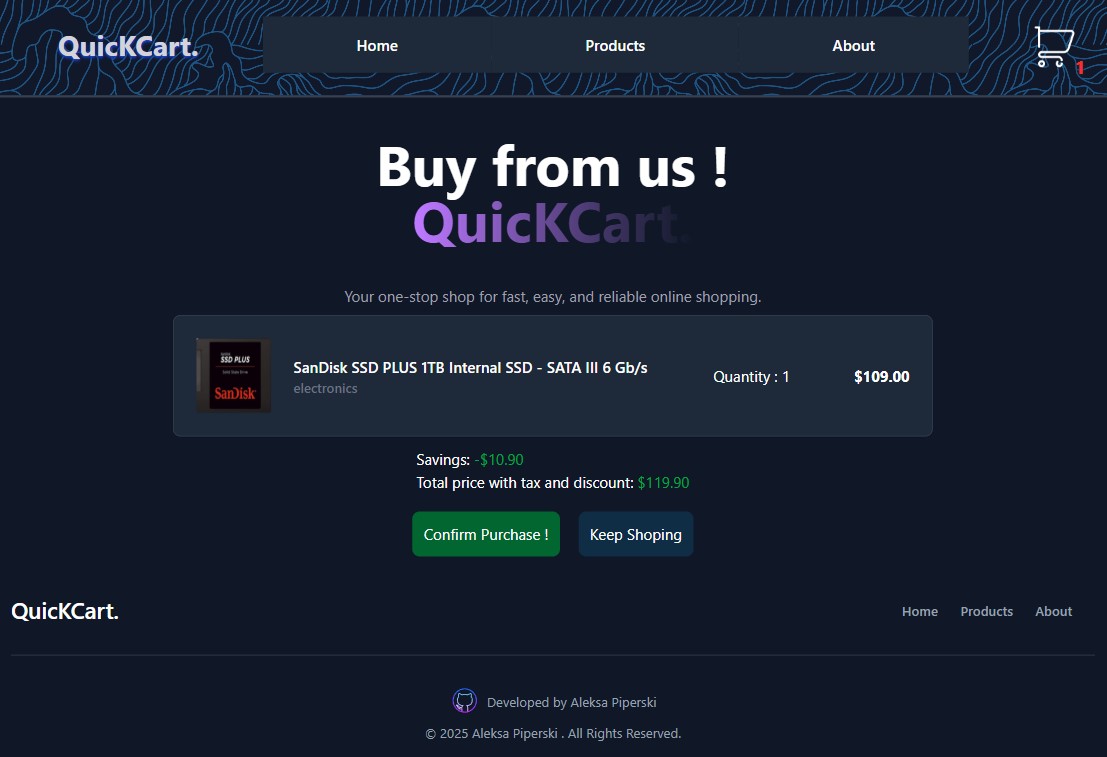 QuicKCart.
Home
Products
About
1
Buy from us !
QuicKCart.
Your one-stop shop for fast, easy, and reliable online shopping.
SSD PLUS
SanDisk
SanDisk SSD PLUS 1TB Internal SSD - SATA III 6 Gb/s
electronics
Quantity : 1
$109.00
Savings: -$10.90
Total price with tax and discount: $119.90
Confirm Purchase !
Keep Shoping
QuicKCart.
Home
Products
About
Developed by Aleksa Piperski
© 2025 Aleksa Piperski . All Rights Reserved.